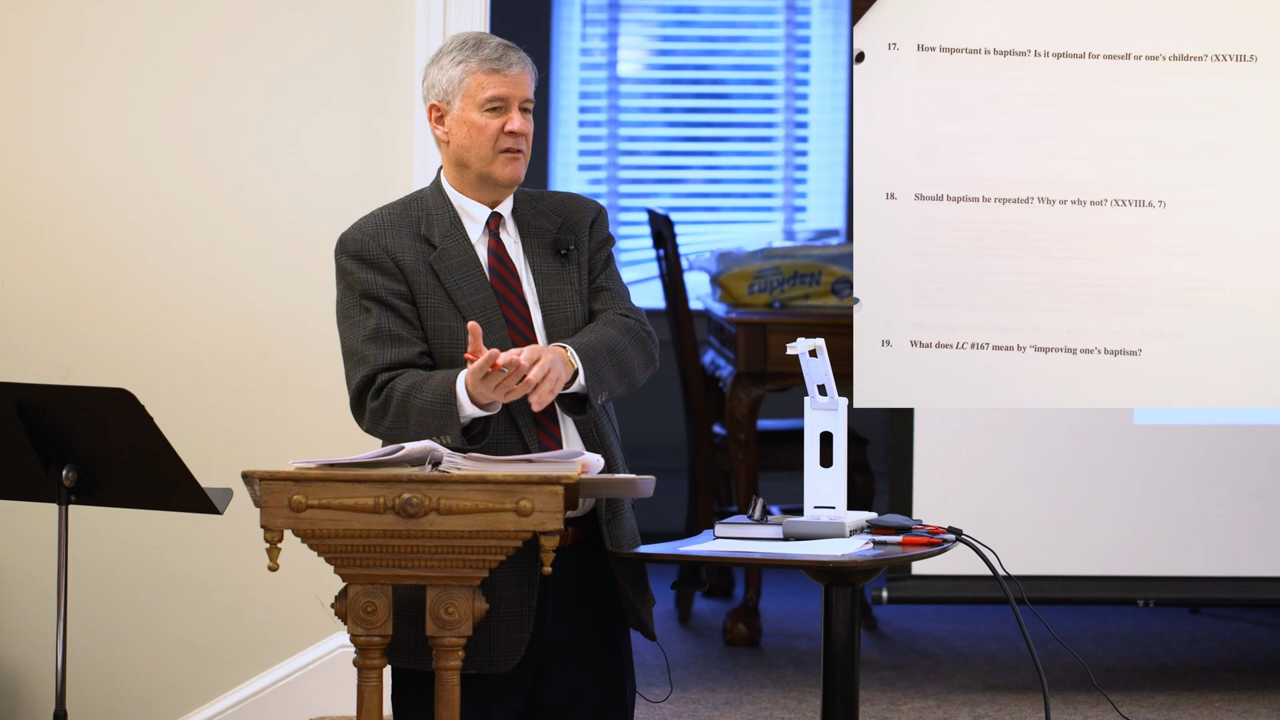 17. How important is baptism? Is it optional for oneself or one's children? (XXVIII.5)
18. Should baptism be repeated? Why or why not? (XXVIII.6, 7)
19. What does LC #167 mean by “improving one's baptism?
Napkins